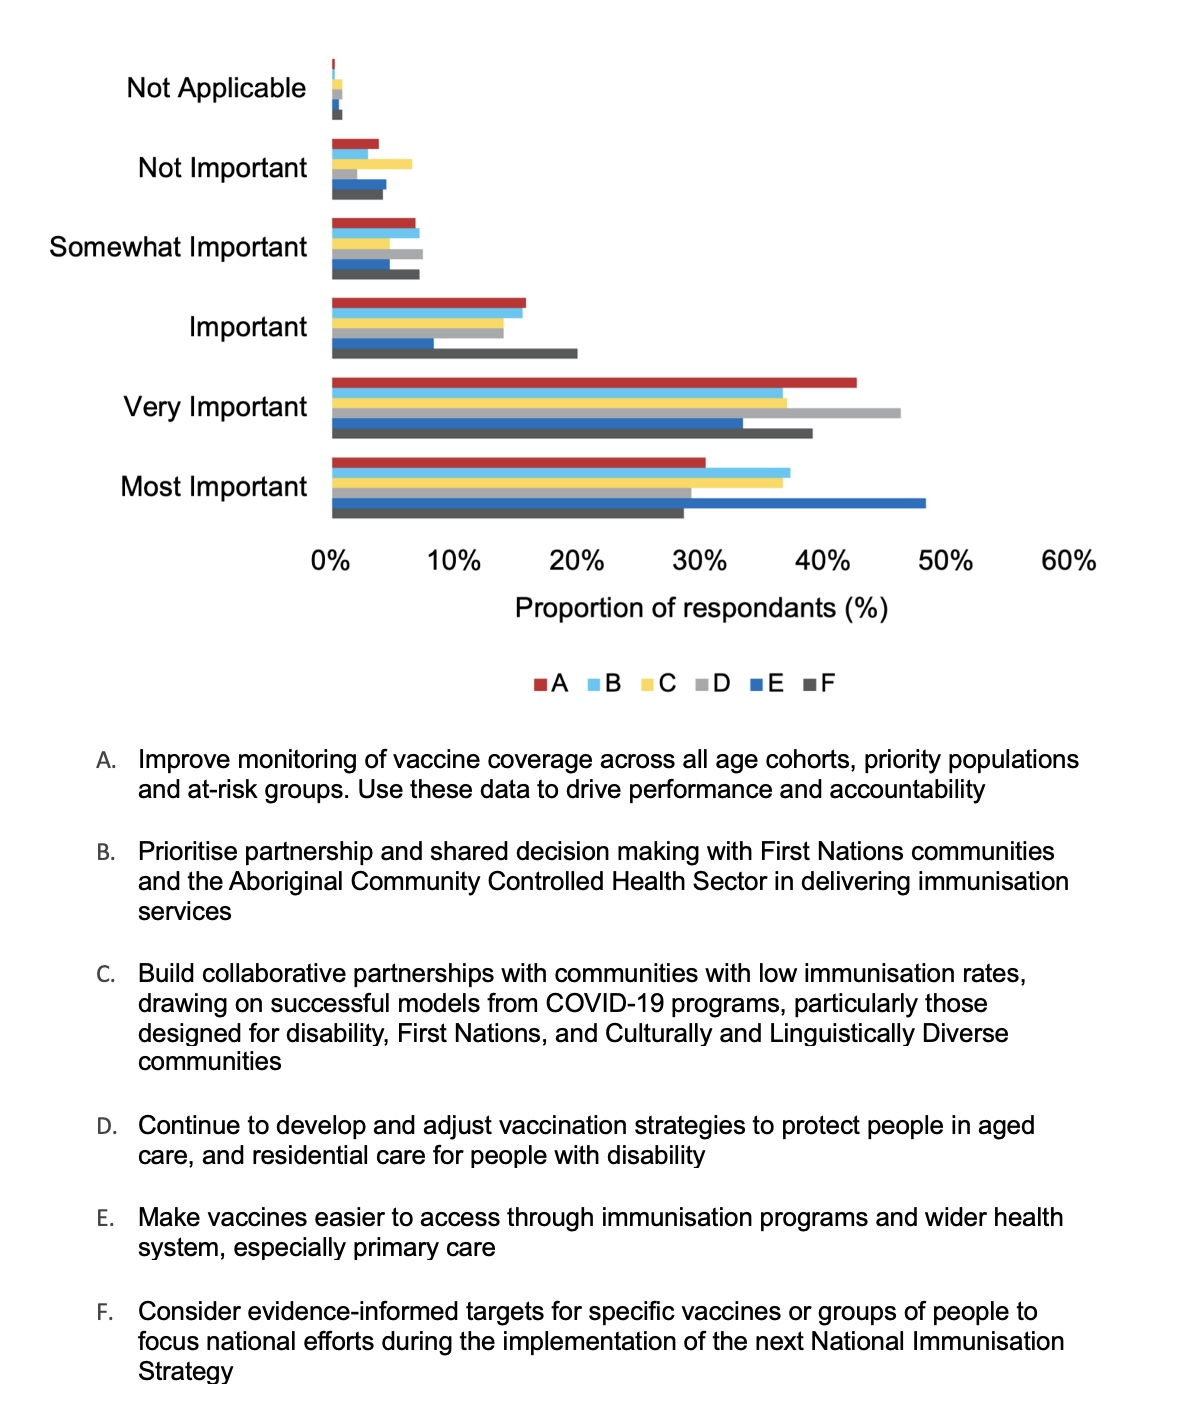 Not Applicable
Not Important
Somewhat Important
Important
Very Important
Most Important
0% 10% 20% 30% 40% 50% 60%
Proportion of respondants (%)
A B C D E F
A. Improve monitoring of vaccine coverage across all age cohorts, priority populations
and at-risk groups. Use these data to drive performance and accountability
B. Prioritise partnership and shared decision making with First Nations communities
and the Aboriginal Community Controlled Health Sector in delivering immunisation
services
C. Build collaborative partnerships with communities with low immunisation rates,
drawing on successful models from COVID-19 programs, particularly those
designed for disability, First Nations, and Culturally and Linguistically Diverse
communities
D. Continue to develop and adjust vaccination strategies to protect people in aged
care, and residential care for people with disability
E. Make vaccines easier to access through immunisation programs and wider health
system, especially primary care
F. Consider evidence-informed targets for specific vaccines or groups of people to
focus national efforts during the implementation of the next National Immunisation
Strategy